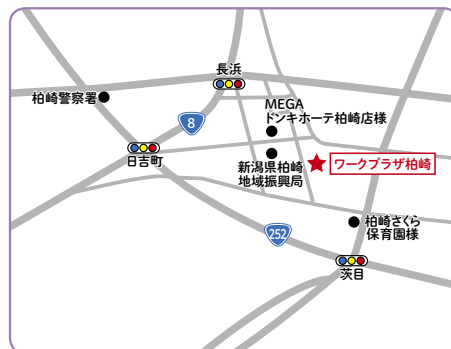 長浜
柏崎警察署
MEGA
ドンキホーテ柏崎店様
8
日吉町
新潟県柏崎
地域振興局
ワークプラザ柏崎
柏崎さくら
保育園様
252
茨目